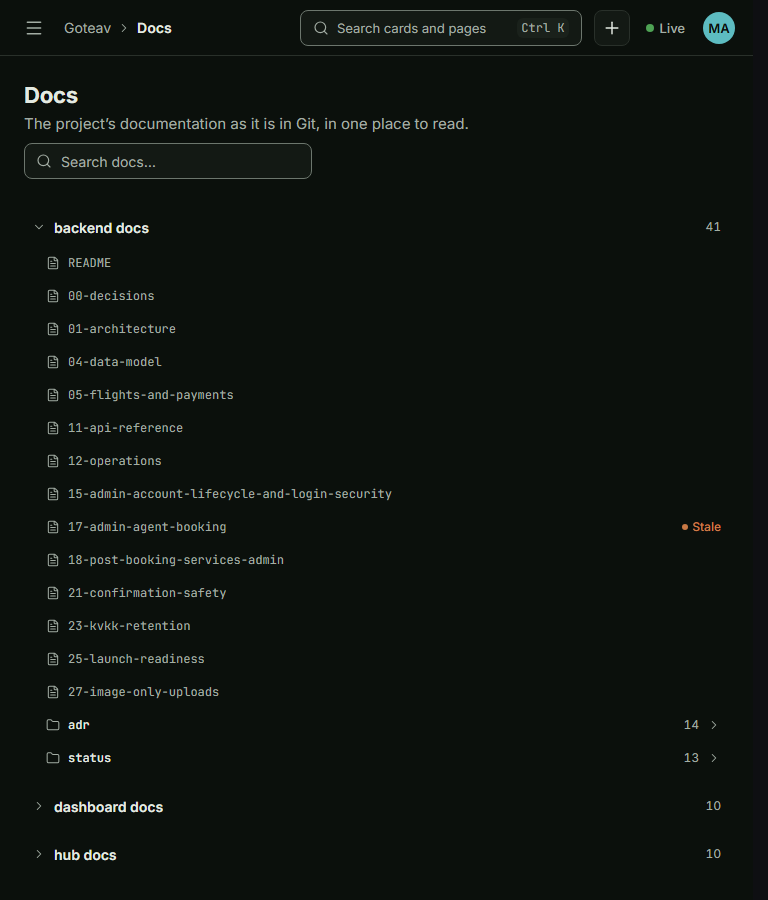 Goteav > Docs
Search cards and pages Ctrl K
Live
MA
Docs
The project's documentation as it is in Git, in one place to read.
Search docs...
backend docs 41
README
00-decisions
01-architecture
04-data-model
05-flights-and-payments
11-api-reference
12-operations
15-admin-account-lifecycle-and-login-security
17-admin-agent-booking Stale
18-post-booking-services-admin
21-confirmation-safety
23-kvkk-retention
25-launch-readiness
27-image-only-uploads
adr 14
status 13
dashboard docs 10
hub docs 10